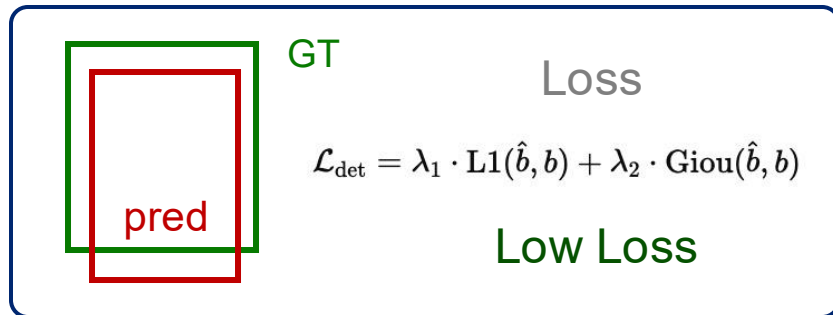 GT
Loss
$\mathcal{L}_{\text{det}} = \lambda_1 \cdot \text{L1}(\hat{b}, b) + \lambda_2 \cdot \text{Giou}(\hat{b}, b)$
pred
Low Loss